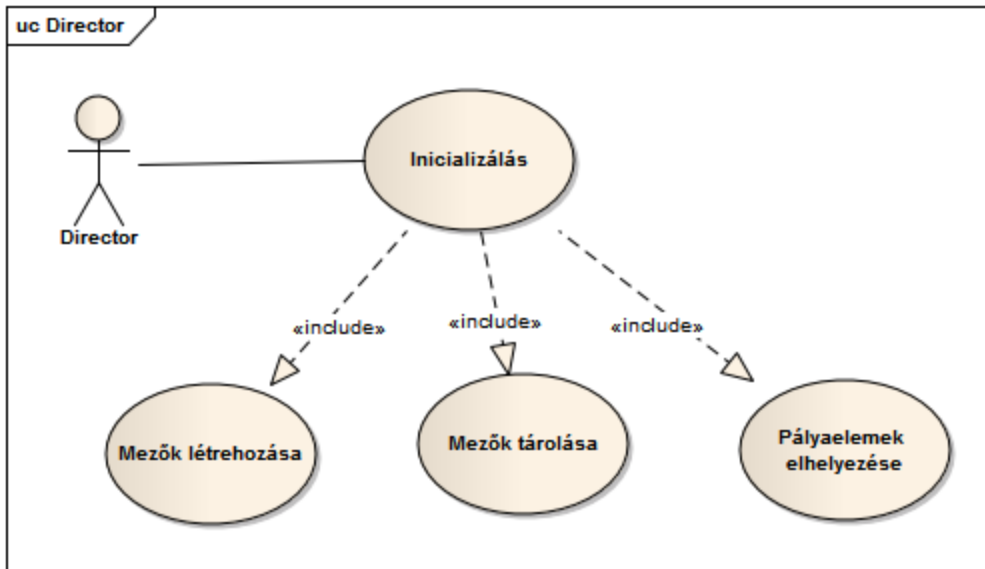 uc Director
Inicializálás
Director
«include»
«include»
«include»
Mezők létrehozása
Mezők tárolása
Pályaelemek
elhelyezése